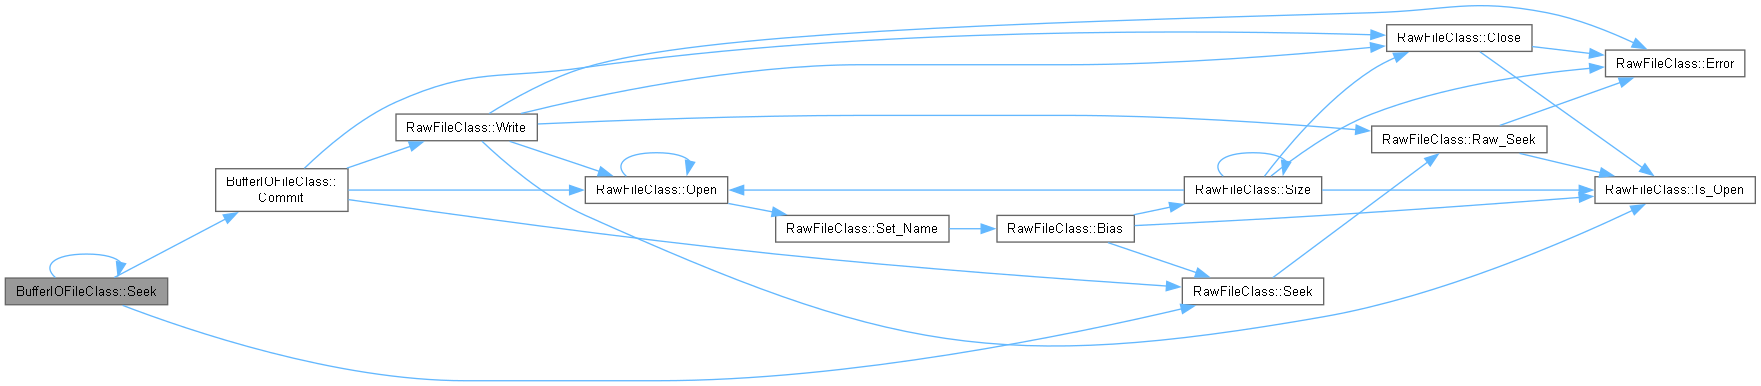 RawFileClass::Close
RawFileClass::Error
RawFileClass::Write
RawFileClass::Raw_Seek
BufferIOFileClass::
Commit
RawFileClass::Open
RawFileClass::Size
RawFileClass::Is_Open
RawFileClass::Set_Name
RawFileClass::Bias
BufferIOFileClass::Seek
RawFileClass::Seek